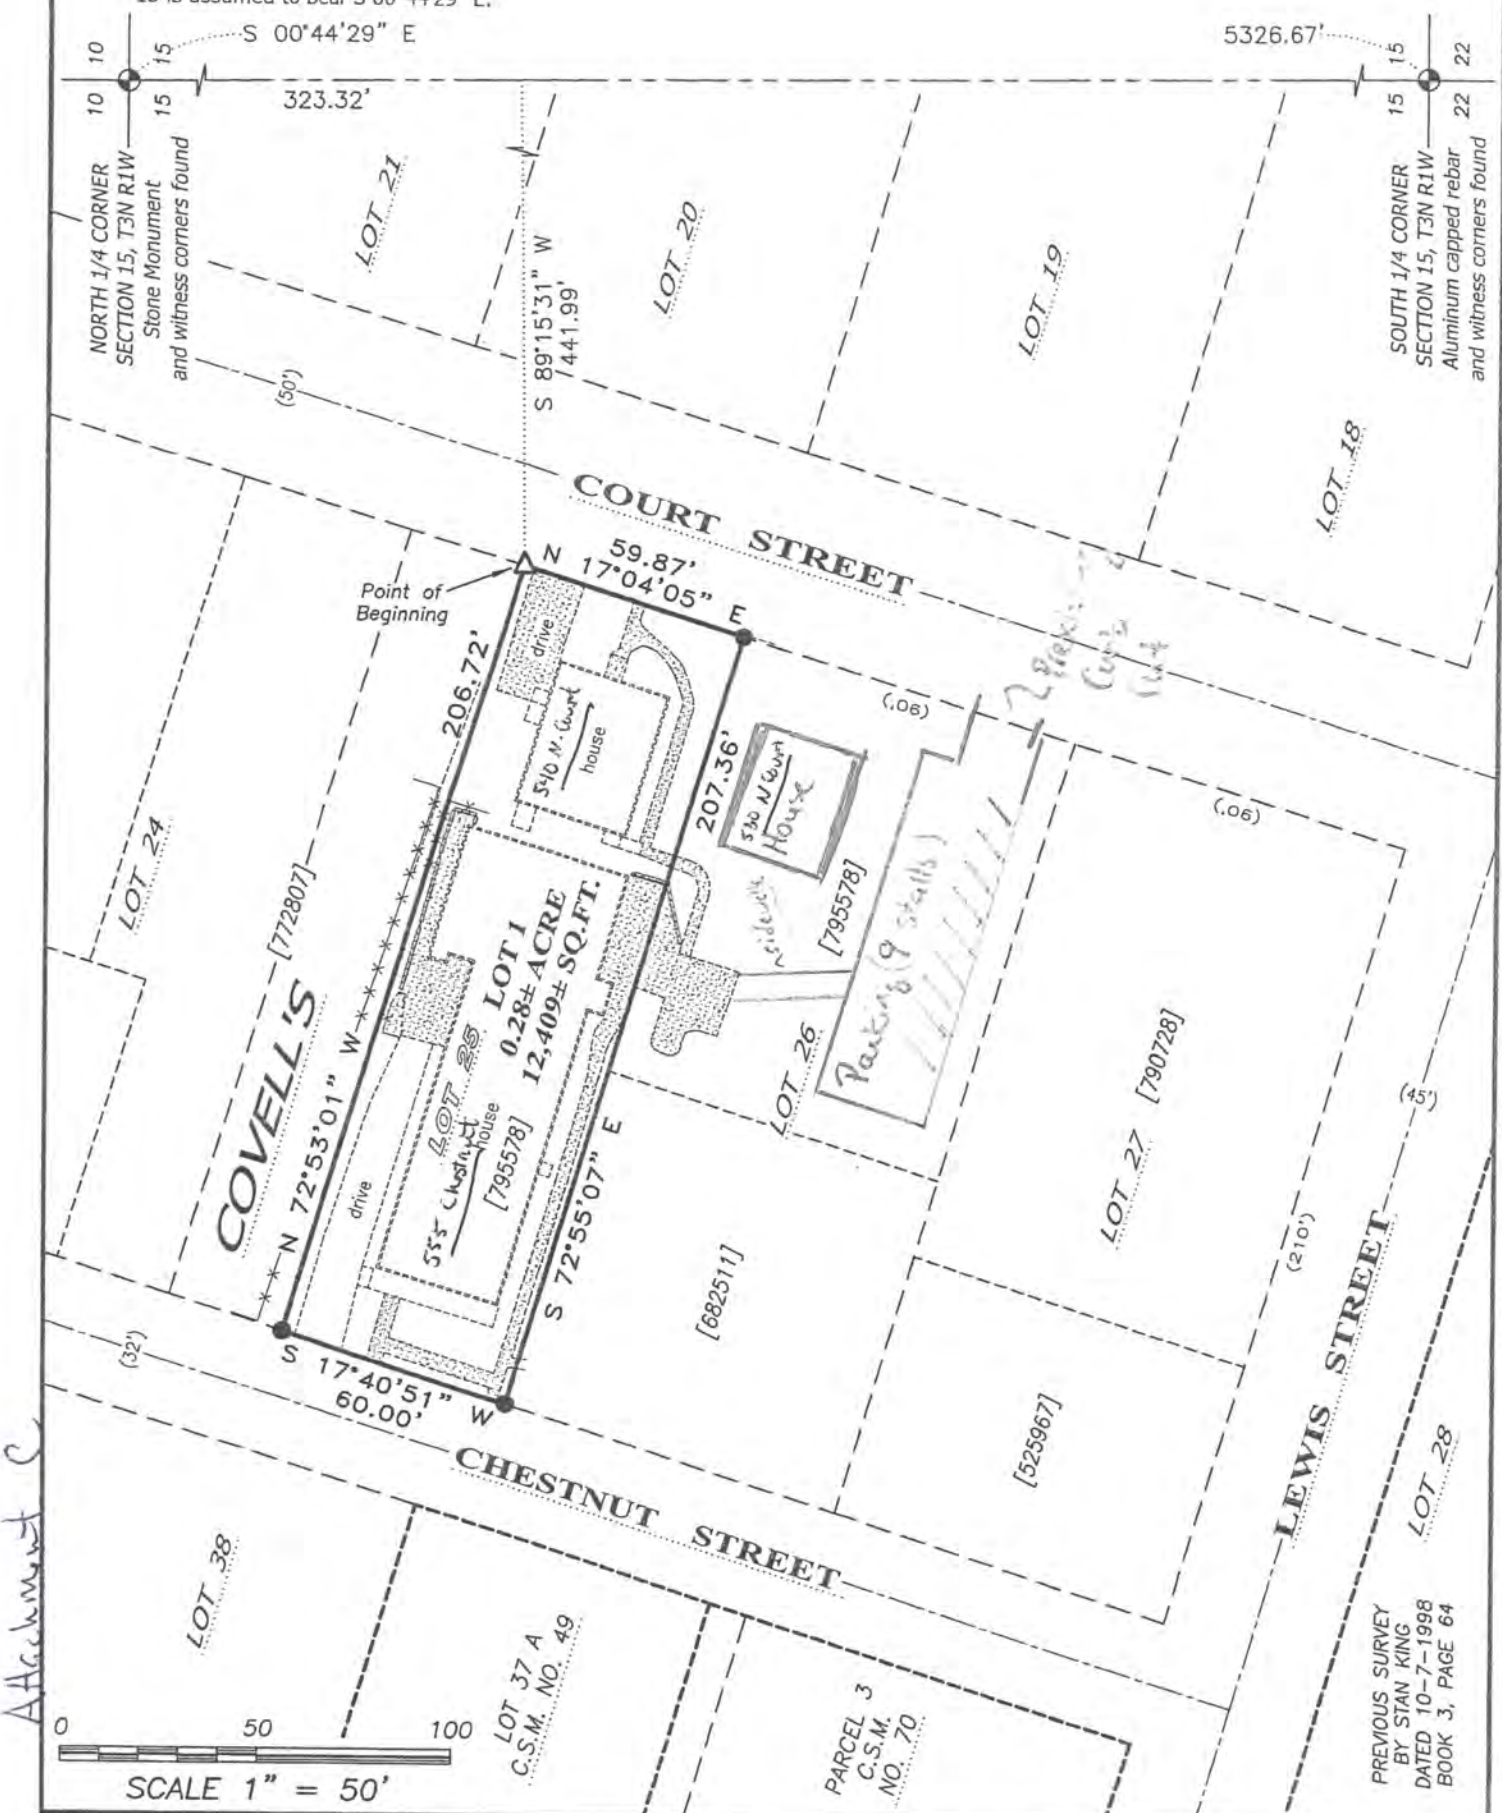 15 is assumed to bear S 00°44'29" E.
S 00°44'29" E
5326.67'
10
15
10
15
323.32'
15
22
15
22
NORTH 1/4 CORNER
SECTION 15, T3N R1W
Stone Monument
and witness corners found
SOUTH 1/4 CORNER
SECTION 15, T3N R1W
Aluminum capped rebar
and witness corners found
LOT 21
LOT 20
LOT 19
LOT 18
S 89°15'31" W
1441.99'
(50')
COURT STREET
Point of
Beginning
N 17°04'05" E
59.87'
206.72'
drive
540 N. Court
house
207.36'
530 N Court
House
(.06)
(.06)
2
LOT 24
[772807]
COVELL'S
N 72°53'01" W
LOT 1
0.28± ACRE
12,409± SQ.FT.
LOT 25
555 Chestnut
house
[795578]
drive
[795578]
Parking (9 stalls)
LOT 26
S 72°55'07" E
LOT 27
[790728]
(45')
(210')
[682511]
[525967]
(32')
S 17°40'51" W
60.00'
CHESTNUT STREET
LEWIS STREET
LOT 28
Attachment C
LOT 38
LOT 37 A
C.S.M. NO. 49
PARCEL 3
C.S.M.
NO. 70
PREVIOUS SURVEY
BY STAN KING
DATED 10-7-1998
BOOK 3, PAGE 64
0 50 100
SCALE 1" = 50'